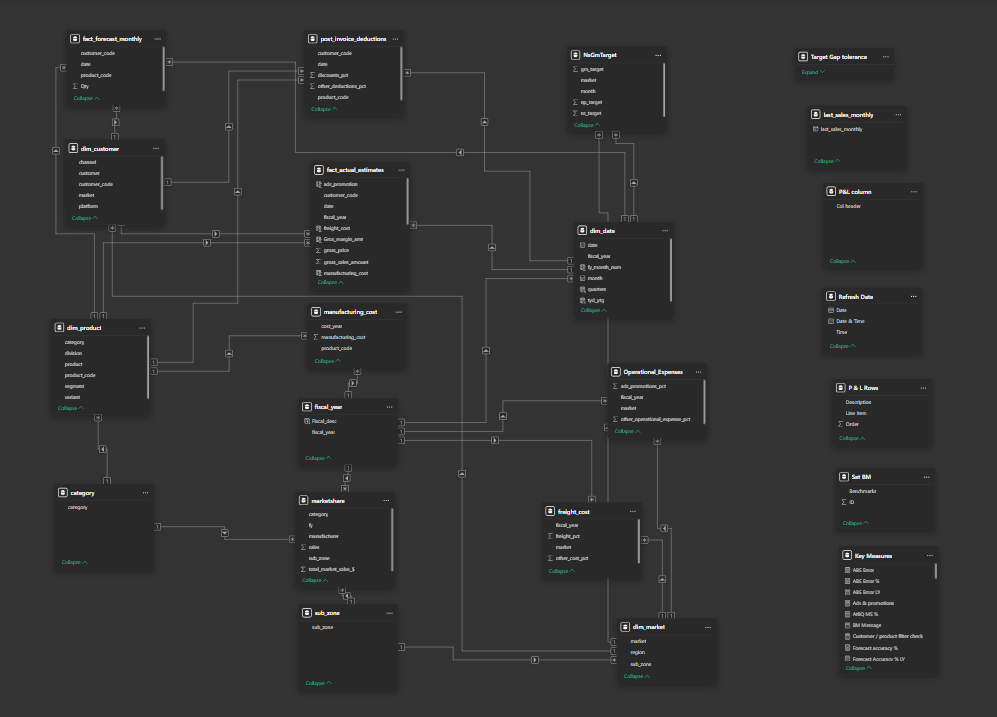 fact_forecast_monthly
customer_code
date
product_code
Qty
Collapse
dim_customer
channel
customer
customer_code
market
platform
Collapse
post_invoice_deductions
customer_code
date
discounts_pct
other_deductions_pct
product_code
Collapse
fact_actual_estimates
ads_promotion
customer_code
date
fiscal_year
freight_cost
Gros_margin_amt
gross_price
gross_sales_amount
manufacturing_cost
Collapse
NsGmTarget
gm_target
market
month
np_target
ns_target
Collapse
dim_date
date
fiscal_year
fy_month_num
month
quarters
Collapse
dim_product
category
division
product
product_code
segment
variant
Collapse
manufacturing_cost
cost_year
manufacturing_cost
product_code
Collapse
fiscal_year
Fiscal_desc
fiscal_year
Collapse
Operational_Expenses
ads_promotions_pct
fiscal_year
market
other_operational_expense_pct
Collapse
category
category
Collapse
marketshare
category
fy
manufacturer
sales
sub_zone
total_market_sales_$
Collapse
freight_cost
fiscal_year
freight_pct
market
other_cost_pct
Collapse
sub_zone
sub_zone
Collapse
dim_market
market
region
sub_zone
Collapse
Target Gap tolerance
Expand
last_sales_monthly
last_sales_monthly
Collapse
P&L column
Col header
Collapse
Refresh Date
Date
Date & Time
Time
Collapse
P & L Rows
Description
Line Item
Order
Collapse
Set BM
Benchmarks
ID
Collapse
Key Measures
ABS Error
ABS Error %
ABS Error LY
Ads & promotions
AtliQ MS %
BM Message
Customer / product filter check
Forecast accuracy %
Forecast Accuracy % LY
Collapse